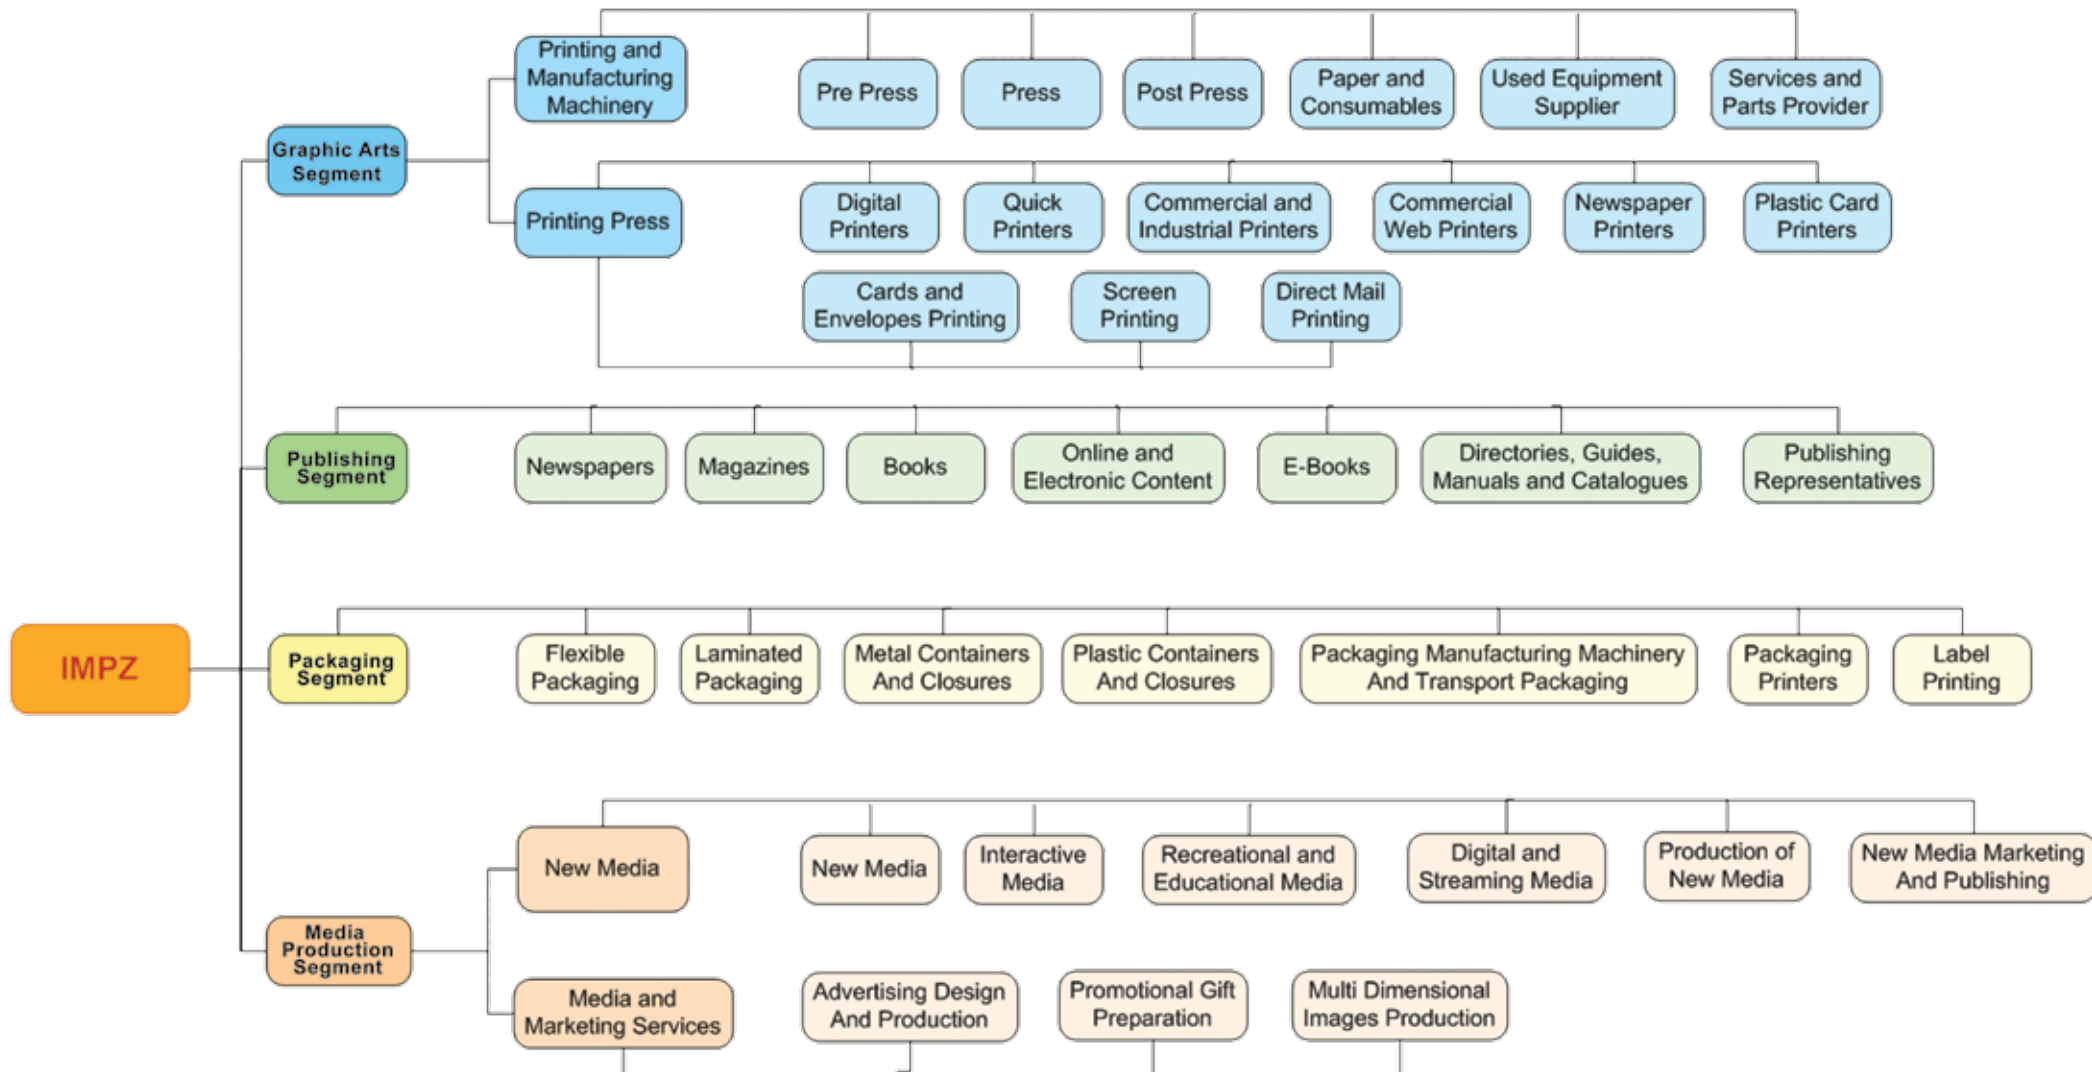 Printing and
Manufacturing
Machinery
Pre Press
Press
Post Press
Paper and
Consumables
Used Equipment
Supplier
Services and
Parts Provider
Graphic Arts
Segment
Printing Press
Digital
Printers
Quick
Printers
Commercial and
Industrial Printers
Commercial
Web Printers
Newspaper
Printers
Plastic Card
Printers
Cards and
Envelopes Printing
Screen
Printing
Direct Mail
Printing
Publishing
Segment
Newspapers
Magazines
Books
Online and
Electronic Content
E-Books
Directories, Guides,
Manuals and Catalogues
Publishing
Representatives
IMPZ
Packaging
Segment
Flexible
Packaging
Laminated
Packaging
Metal Containers
And Closures
Plastic Containers
And Closures
Packaging Manufacturing Machinery
And Transport Packaging
Packaging
Printers
Label
Printing
New Media
New Media
Interactive
Media
Recreational and
Educational Media
Digital and
Streaming Media
Production of
New Media
New Media Marketing
And Publishing
Media
Production
Segment
Media and
Marketing Services
Advertising Design
And Production
Promotional Gift
Preparation
Multi Dimensional
Images Production